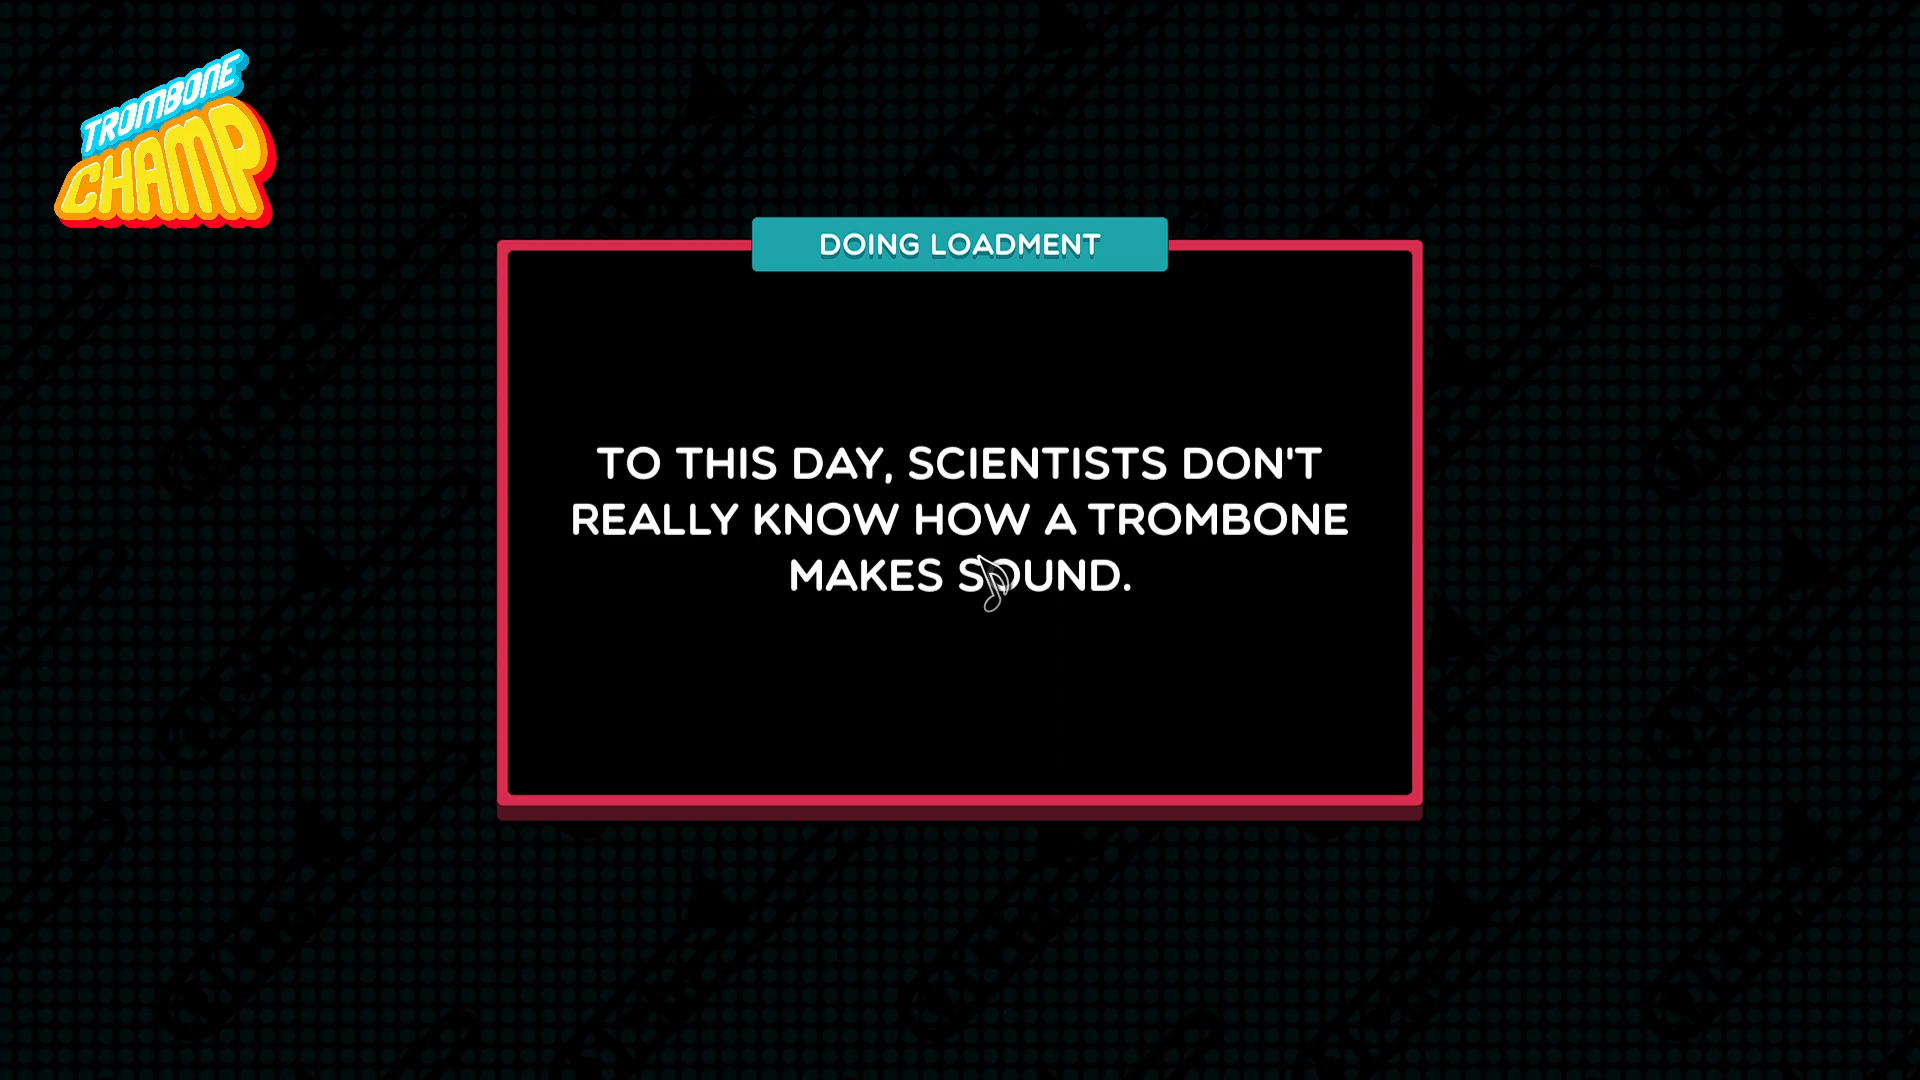 TROMBONE
CHAMP
DOING LOADMENT
TO THIS DAY, SCIENTISTS DON'T
REALLY KNOW HOW A TROMBONE
MAKES SOUND.